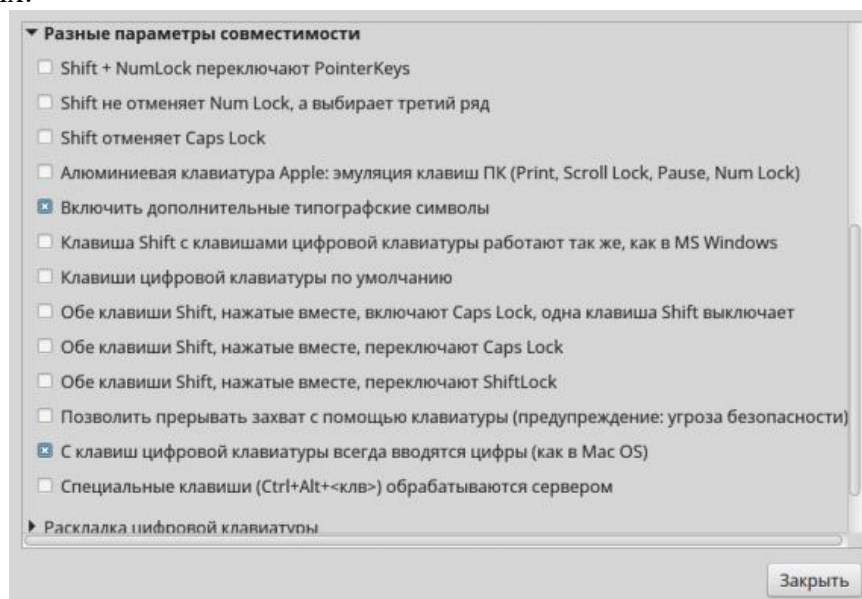 Разные параметры совместимости
Shift + NumLock переключают PointerKeys
Shift не отменяет Num Lock, а выбирает третий ряд
Shift отменяет Caps Lock
Алюминиевая клавиатура Apple: эмуляция клавиш ПК (Print, Scroll Lock, Pause, Num Lock)
Включить дополнительные типографские символы
Клавиша Shift с клавишами цифровой клавиатуры работают так же, как в MS Windows
Клавиши цифровой клавиатуры по умолчанию
Обе клавиши Shift, нажатые вместе, включают Caps Lock, одна клавиша Shift выключает
Обе клавиши Shift, нажатые вместе, переключают Caps Lock
Обе клавиши Shift, нажатые вместе, переключают ShiftLock
Позволить прерывать захват с помощью клавиатуры (предупреждение: угроза безопасности)
С клавиш цифровой клавиатуры всегда вводятся цифры (как в Mac OS)
Специальные клавиши (Ctrl+Alt+<клв>) обрабатываются сервером
Раскладка цифровой клавиатуры
Закрыть